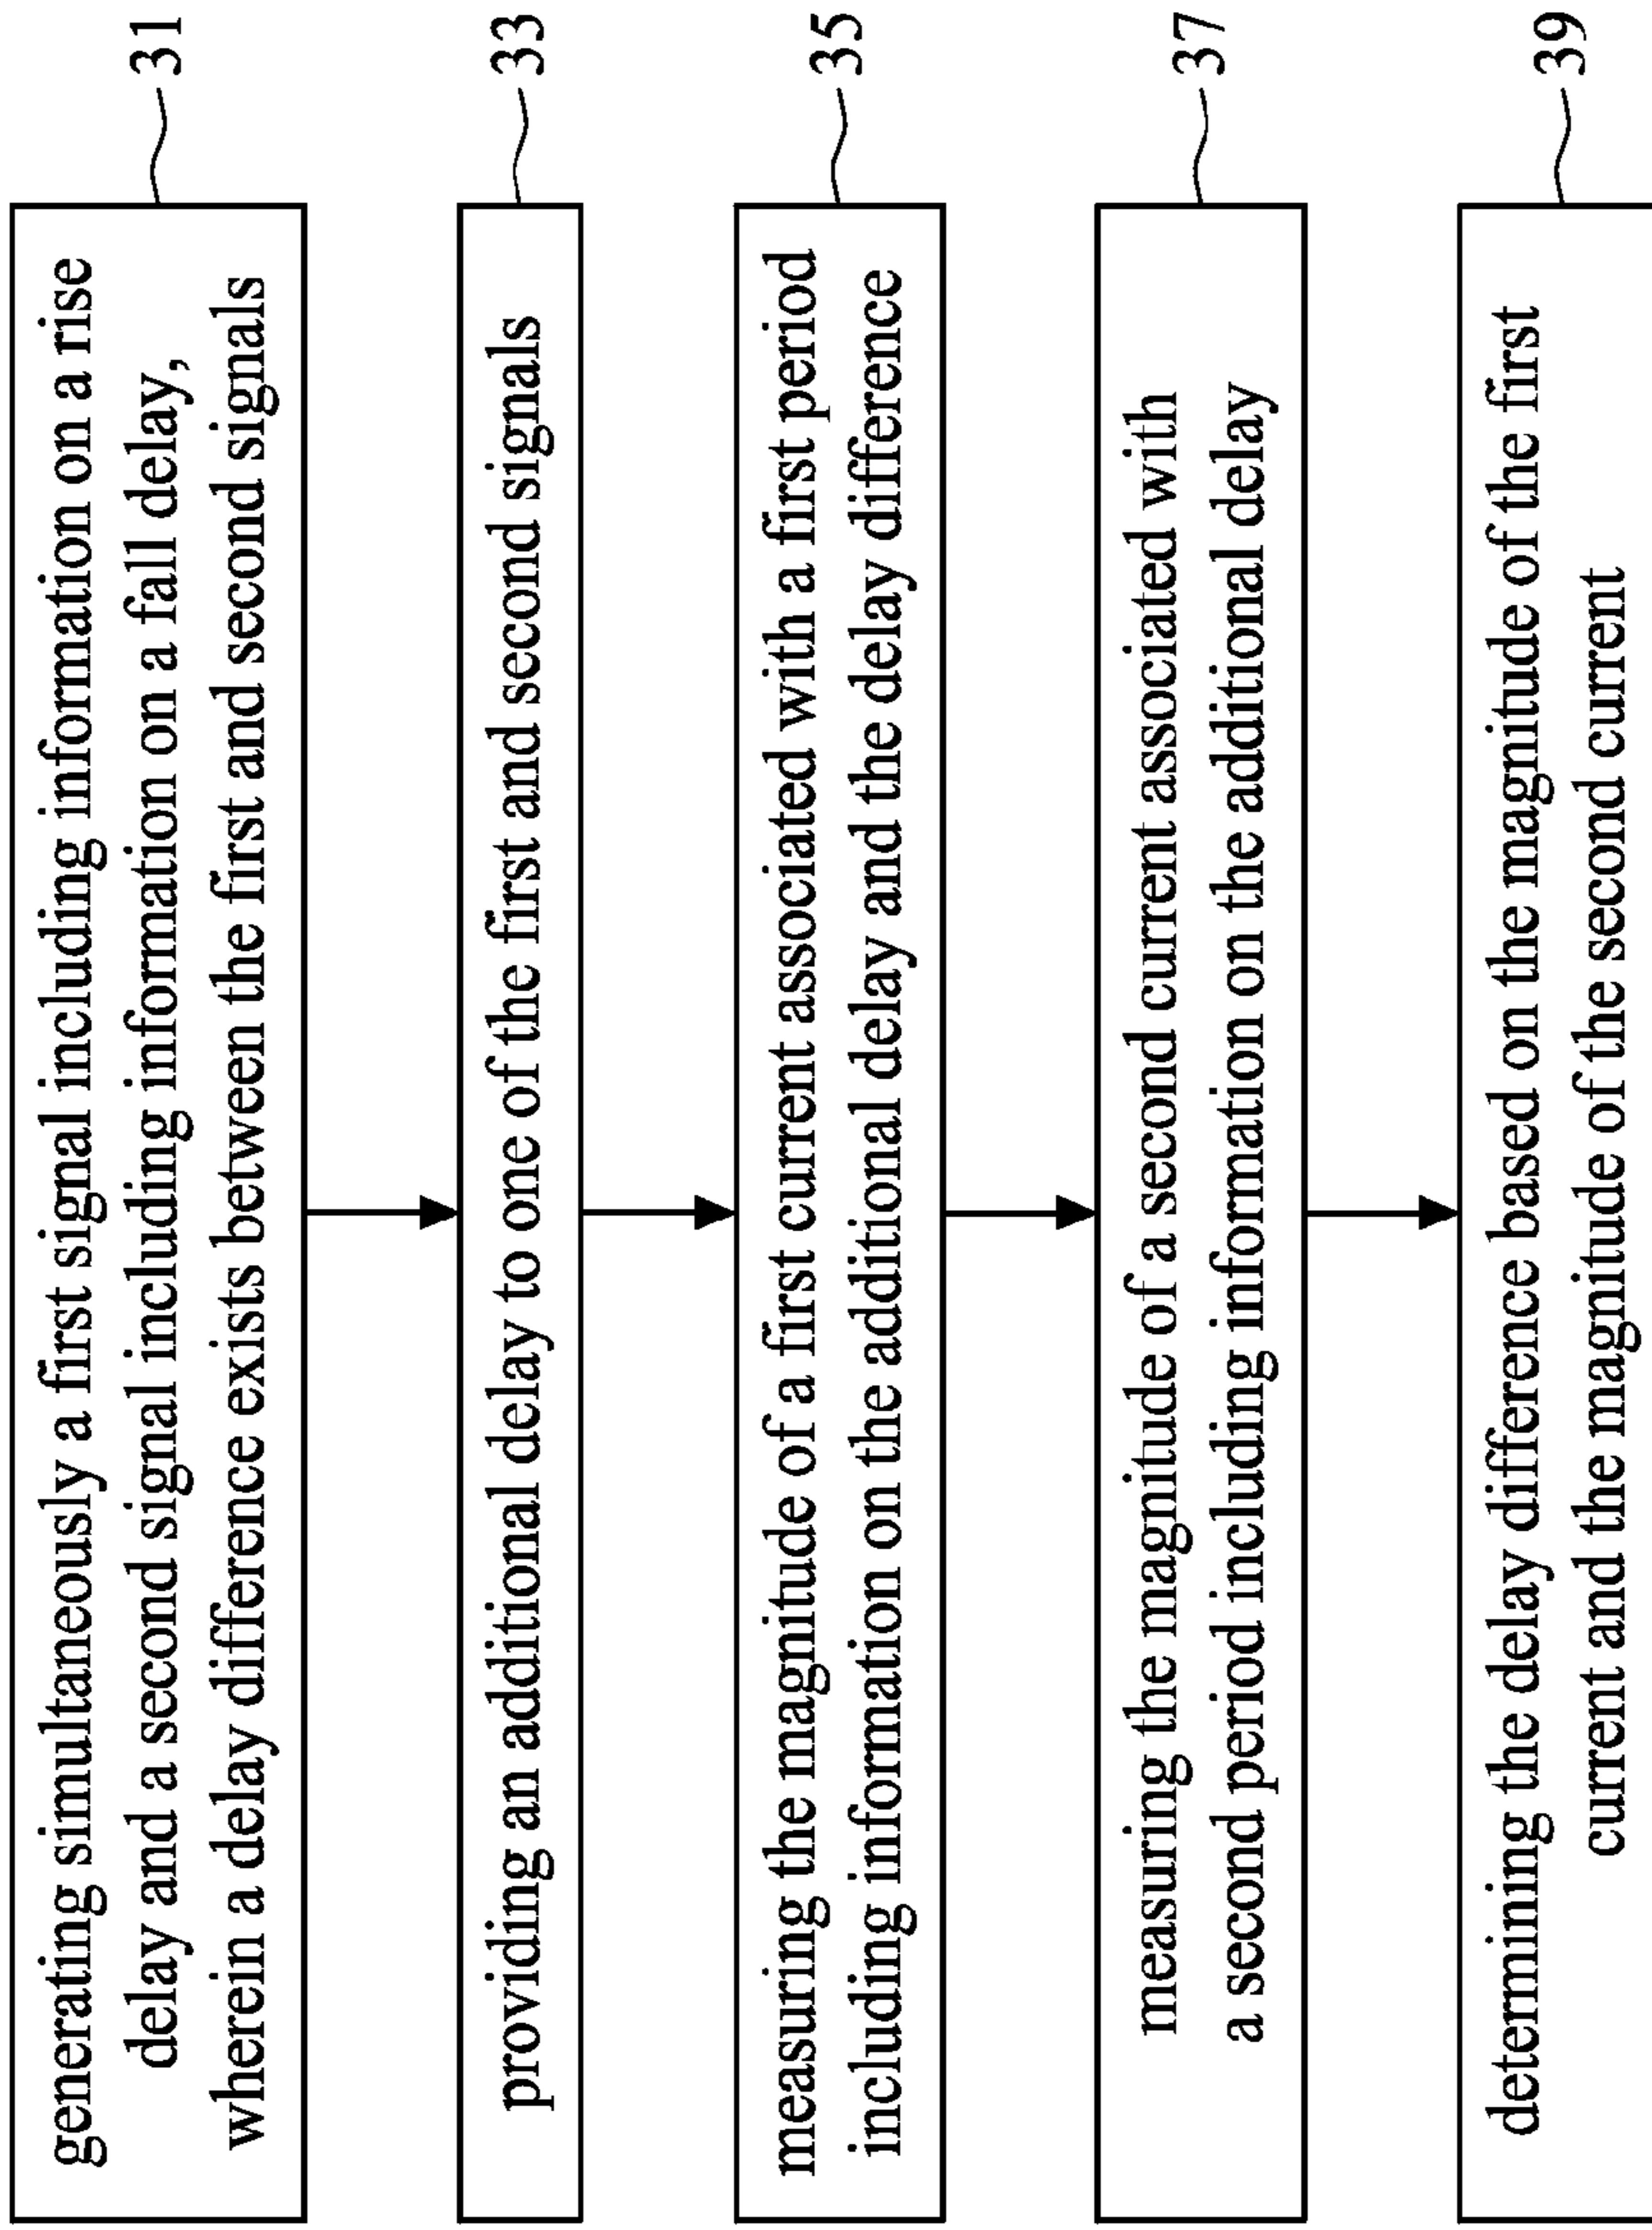 generating simultaneously a first signal including information on a rise
delay and a second signal including information on a fall delay,
wherein a delay difference exists between the first and second signals
31
providing an additional delay to one of the first and second signals
33
measuring the magnitude of a first current associated with a first period
including information on the additional delay and the delay difference
35
measuring the magnitude of a second current associated with
a second period including information on the additional delay
37
determining the delay difference based on the magnitude of the first
current and the magnitude of the second current
39